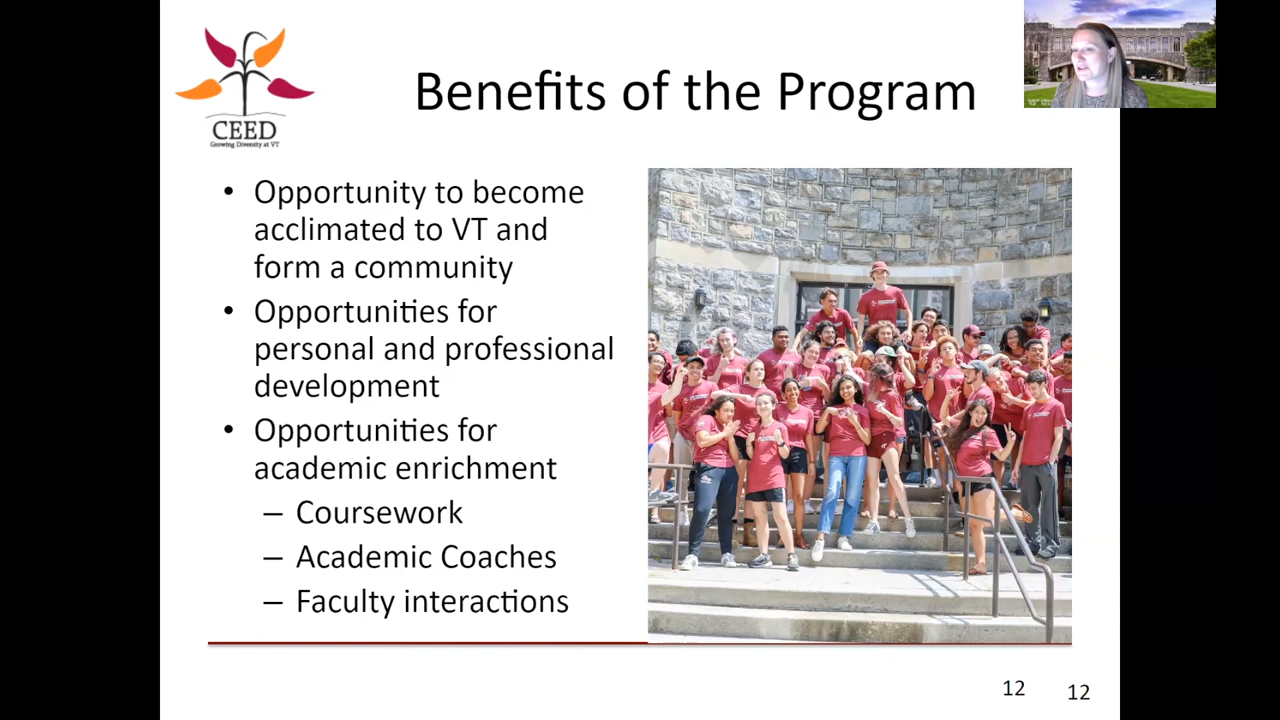 Benefits of the Program
CEED
Growing Diversity at VT
• Opportunity to become
acclimated to VT and
form a community
• Opportunities for
personal and professional
development
• Opportunities for
academic enrichment
– Coursework
– Academic Coaches
– Faculty interactions
12
12